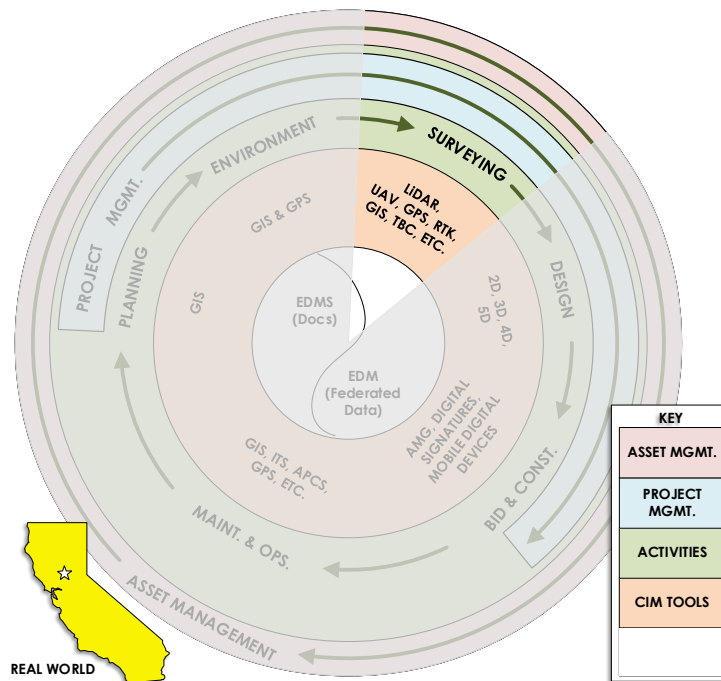 ENVIRONMENT
SURVEYING
LiDAR,
UAV, GPS, RTK,
GIS, TBC, ETC.
GIS & GPS
MGMT.
PROJECT
PLANNING
GIS
EDMS
(Docs)
2D, 3D, 4D,
5D
DESIGN
EDM
(Federated
Data)
AMG, DIGITAL
SIGNATURES,
MOBILE DIGITAL
DEVICES
GIS, ITS, APCS,
GPS, ETC.
BID & CONST.
MAINT. & OPS.
ASSET MANAGEMENT
REAL WORLD
KEY
ASSET MGMT.
PROJECT
MGMT.
ACTIVITIES
CIM TOOLS